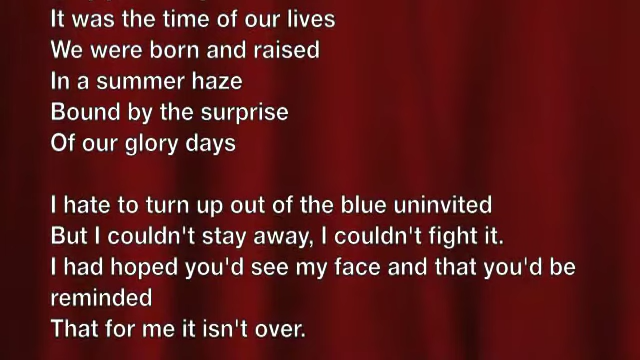 It was the time of our lives
We were born and raised
In a summer haze
Bound by the surprise
Of our glory days
I hate to turn up out of the blue uninvited
But I couldn't stay away, I couldn't fight it.
I had hoped you'd see my face and that you'd be
reminded
That for me it isn't over.